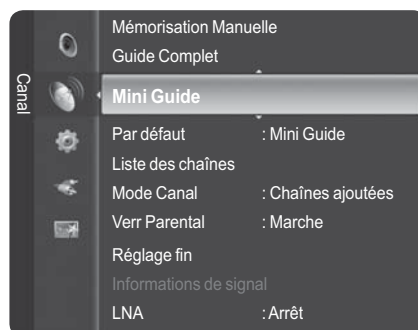 Canal
Mémorisation Manuelle
Guide Complet
Mini Guide
Par défaut : Mini Guide
Liste des chaînes
Mode Canal : Chaînes ajoutées
Verr Parental : Marche
Réglage fin
Informations de signal
LNA : Arrêt